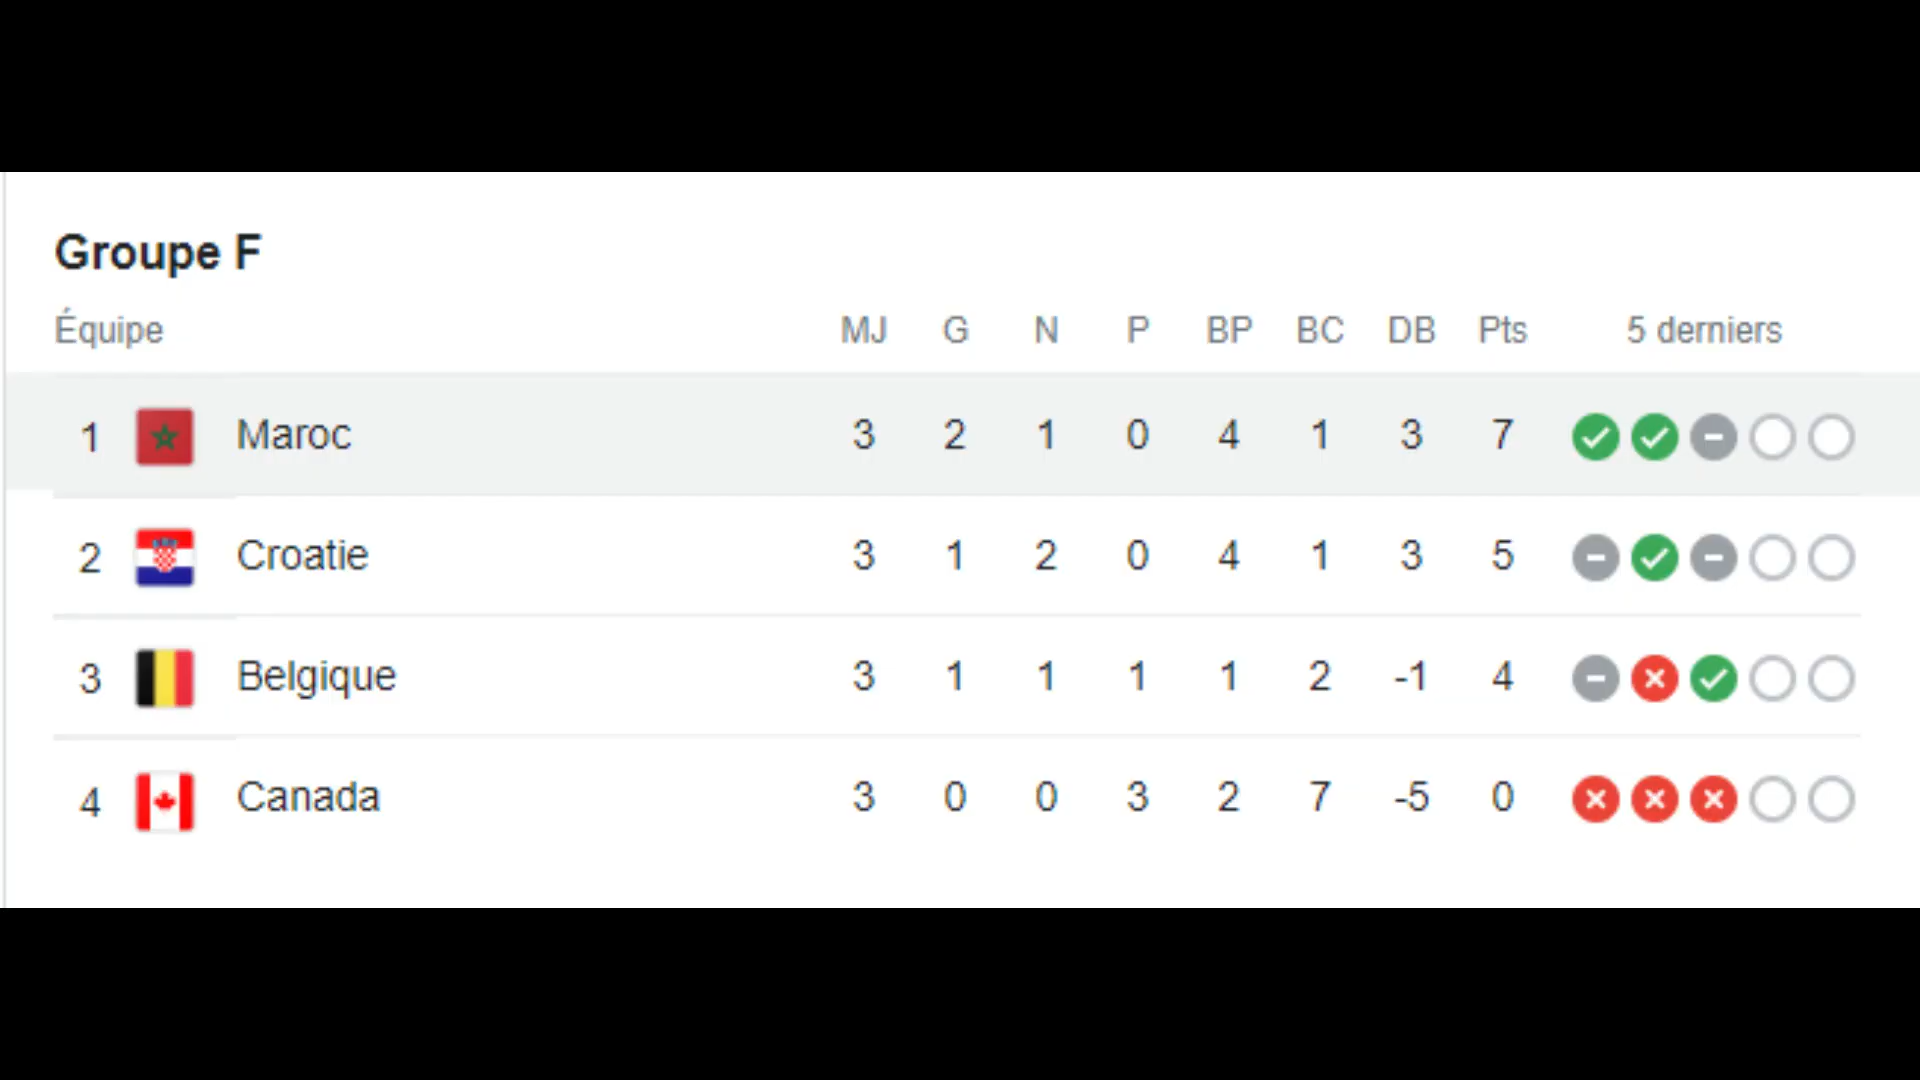 Groupe F
Équipe MJ G N P BP BC DB Pts 5 derniers
1 Maroc 3 2 1 0 4 1 3 7
2 Croatie 3 1 2 0 4 1 3 5
3 Belgique 3 1 1 1 1 2 -1 4
4 Canada 3 0 0 3 2 7 -5 0